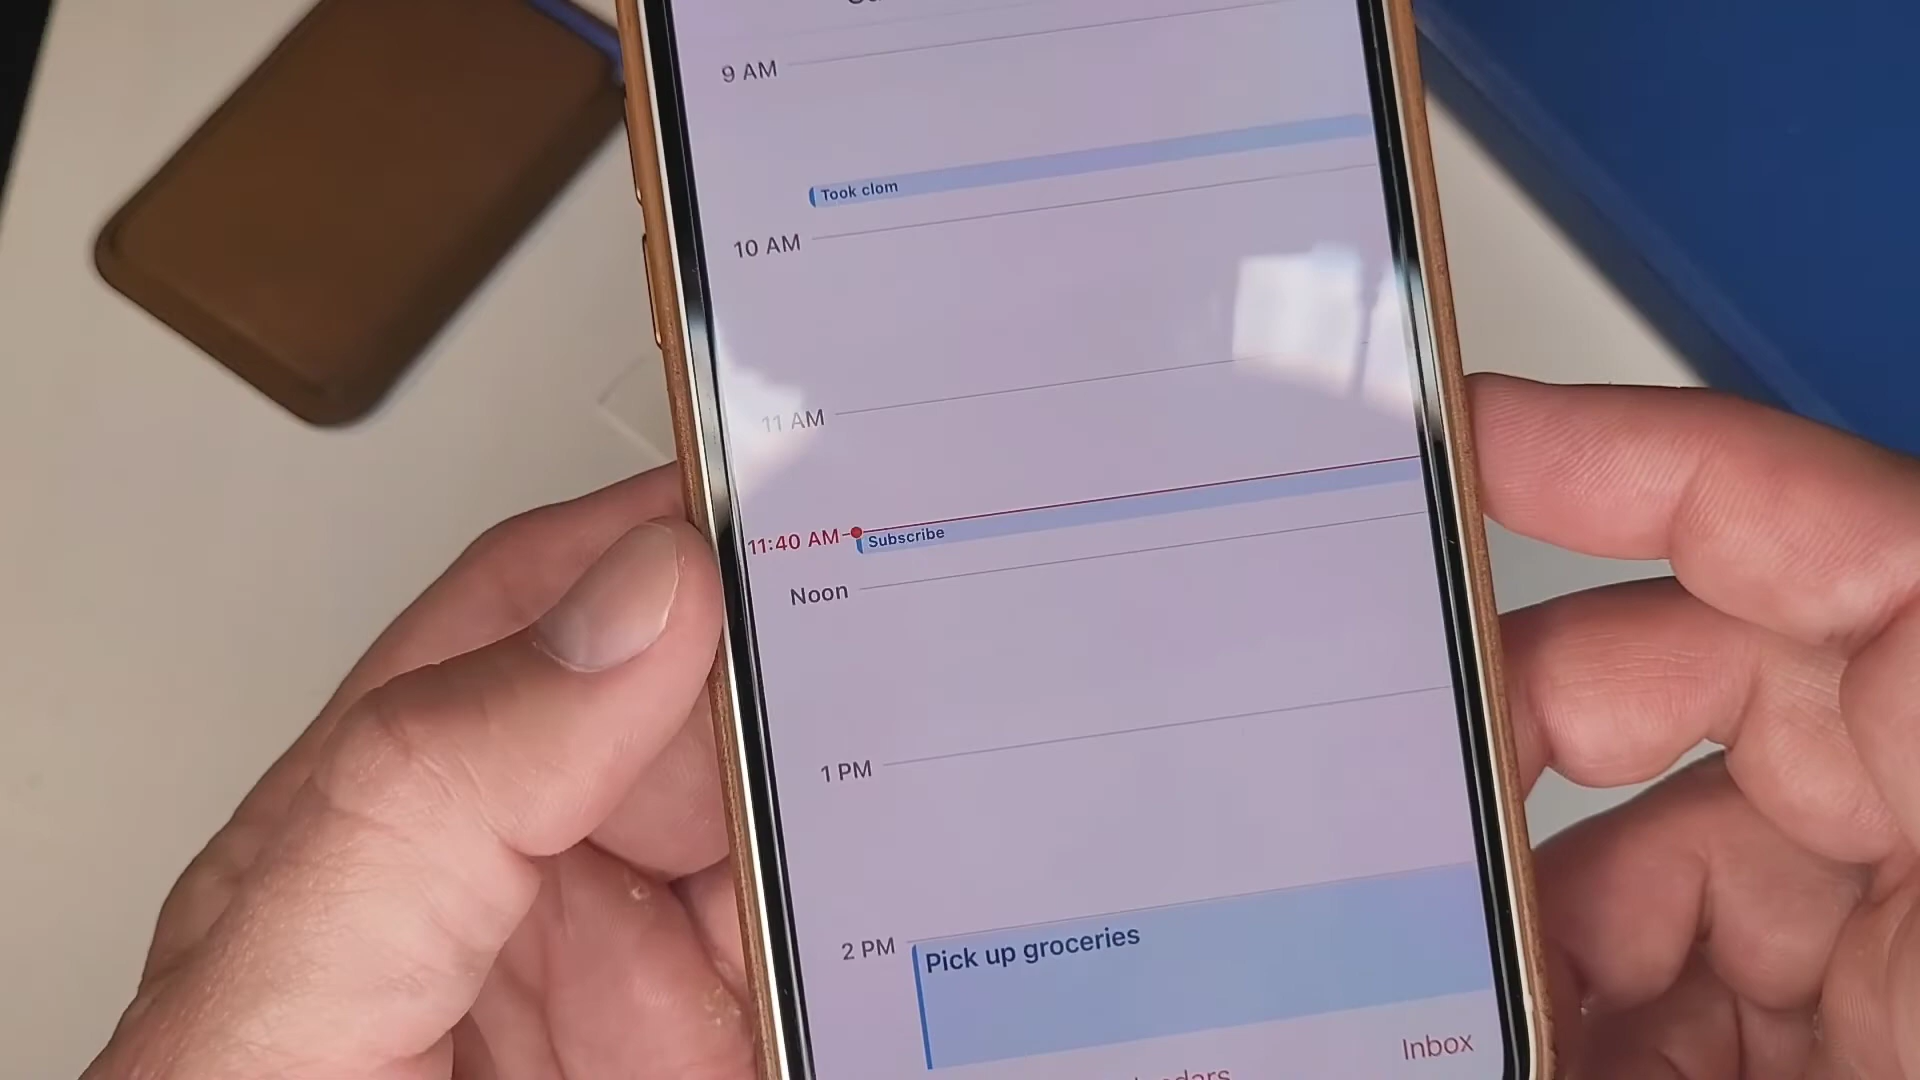 9 AM
Took clom
10 AM
11 AM
11:40 AM
Subscribe
Noon
1 PM
2 PM
Pick up groceries
Inbox